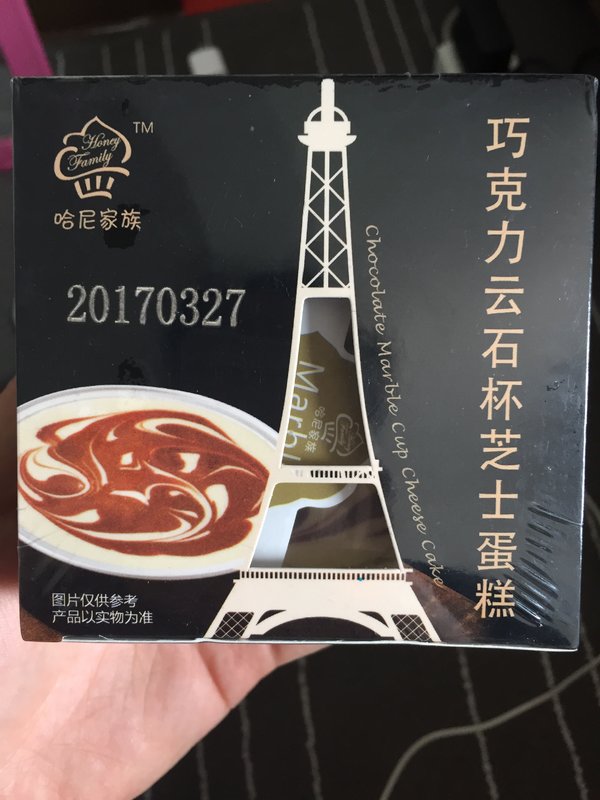 Honey
Family
TM
哈尼家族
20170327
巧克力云石杯芝士蛋糕
Chocolate Marble Cup Cheese Cake
Marbl
哈尼家族
图片仅供参考
产品以实物为准